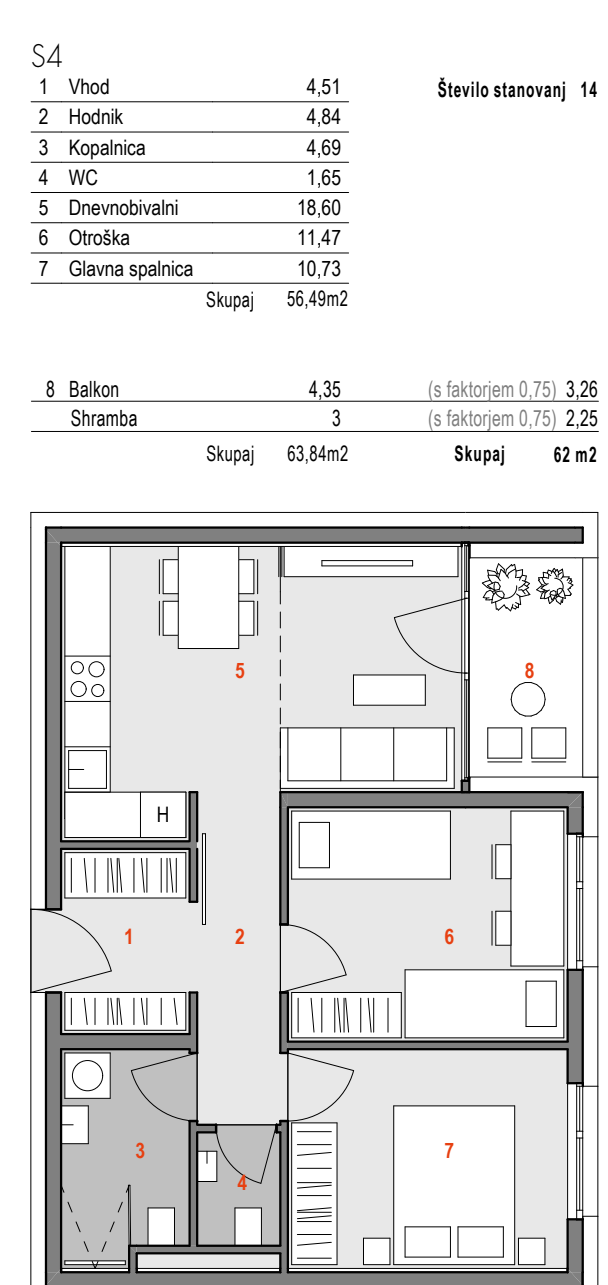 S4
1 Vhod 4,51 Število stanovanj 14
2 Hodnik 4,84
3 Kopalnica 4,69
4 WC 1,65
5 Dnevnobivalni 18,60
6 Otroška 11,47
7 Glavna spalnica 10,73
Skupaj 56,49m2
8 Balkon 4,35 (s faktorjem 0,75) 3,26
Shramba 3 (s faktorjem 0,75) 2,25
Skupaj 63,84m2 Skupaj 62 m2
5 8
H
1 2 6
3 4 7